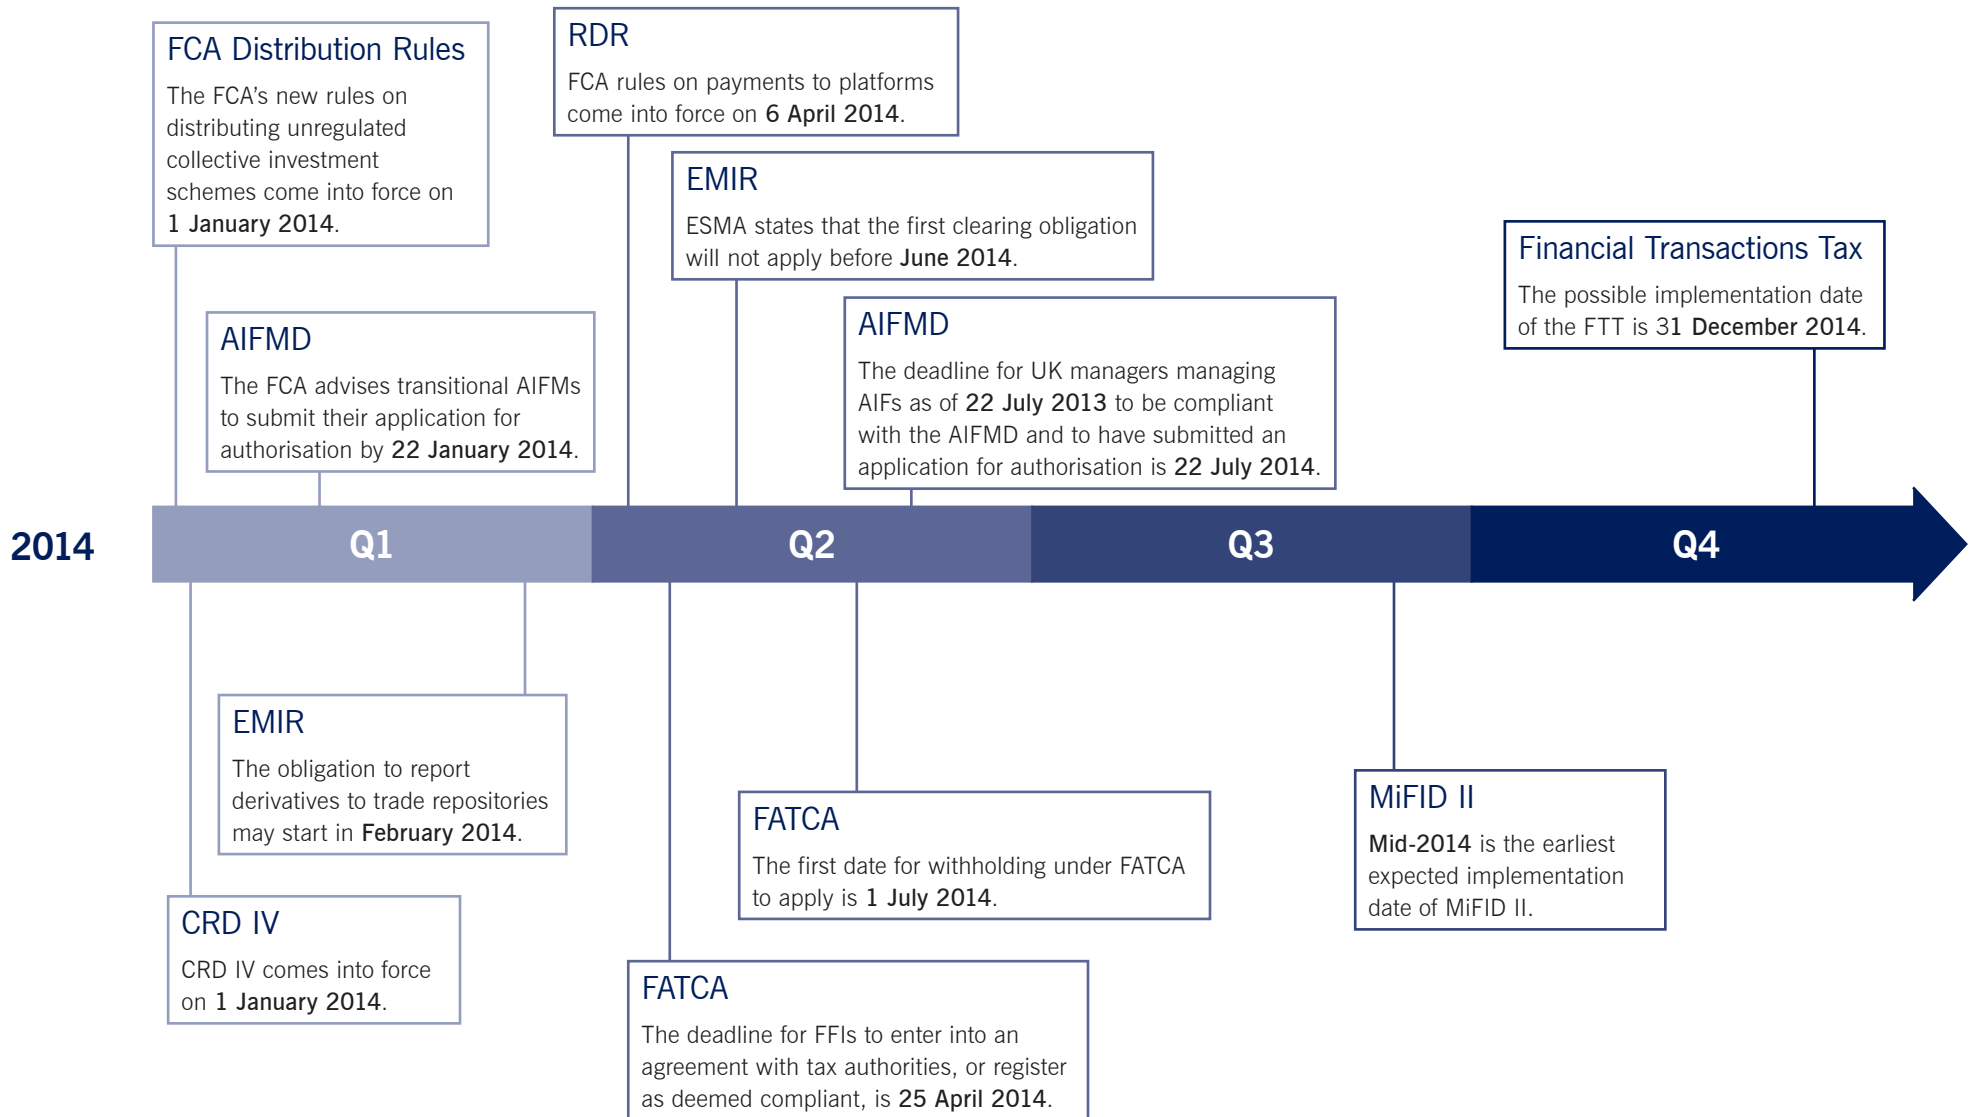 FCA Distribution Rules
The FCA’s new rules on
distributing unregulated
collective investment
schemes come into force on
1 January 2014.
RDR
FCA rules on payments to platforms
come into force on 6 April 2014.
EMIR
ESMA states that the first clearing obligation
will not apply before June 2014.
Financial Transactions Tax
The possible implementation date
of the FTT is 31 December 2014.
AIFMD
The FCA advises transitional AIFMs
to submit their application for
authorisation by 22 January 2014.
AIFMD
The deadline for UK managers managing
AIFs as of 22 July 2013 to be compliant
with the AIFMD and to have submitted an
application for authorisation is 22 July 2014.
2014
Q1
Q2
Q3
Q4
EMIR
The obligation to report
derivatives to trade repositories
may start in February 2014.
FATCA
The first date for withholding under FATCA
to apply is 1 July 2014.
MiFID II
Mid-2014 is the earliest
expected implementation
date of MiFID II.
CRD IV
CRD IV comes into force
on 1 January 2014.
FATCA
The deadline for FFIs to enter into an
agreement with tax authorities, or register
as deemed compliant, is 25 April 2014.